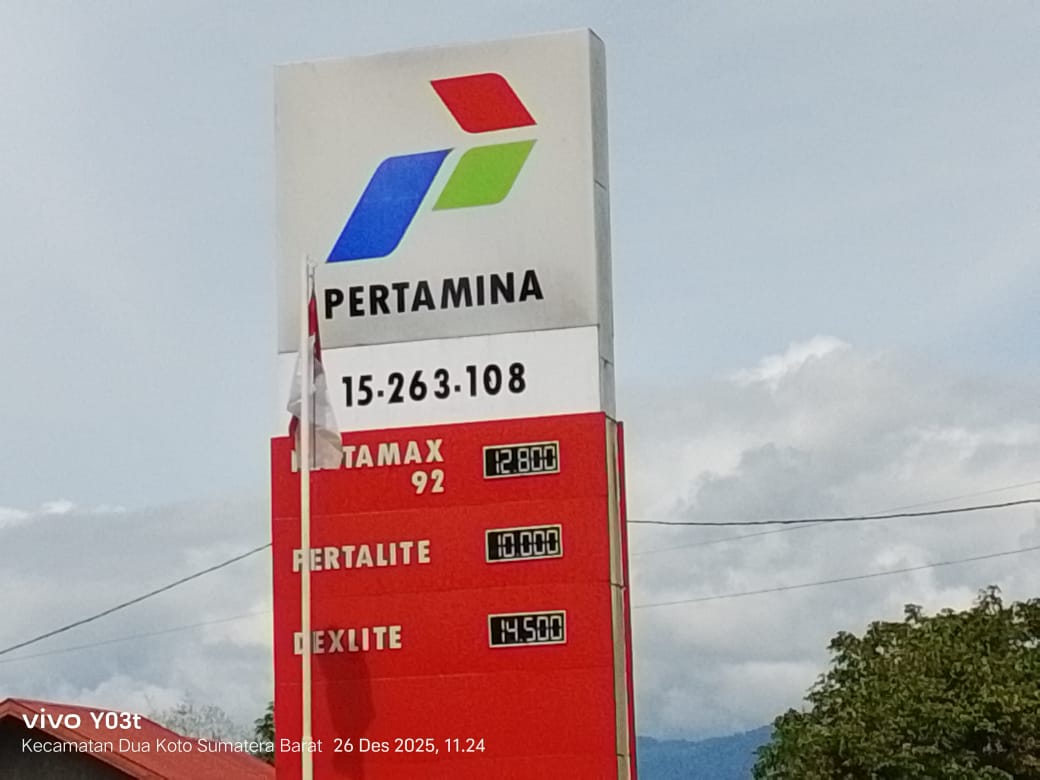 PERTAMINA
15.263.108
PERTAMAX 12.800
92
PERTALITE 10.000
DEXLITE 14.500
vivo Y03t
Kecamatan Dua Koto Sumatera Barat 26 Des 2025, 11.24